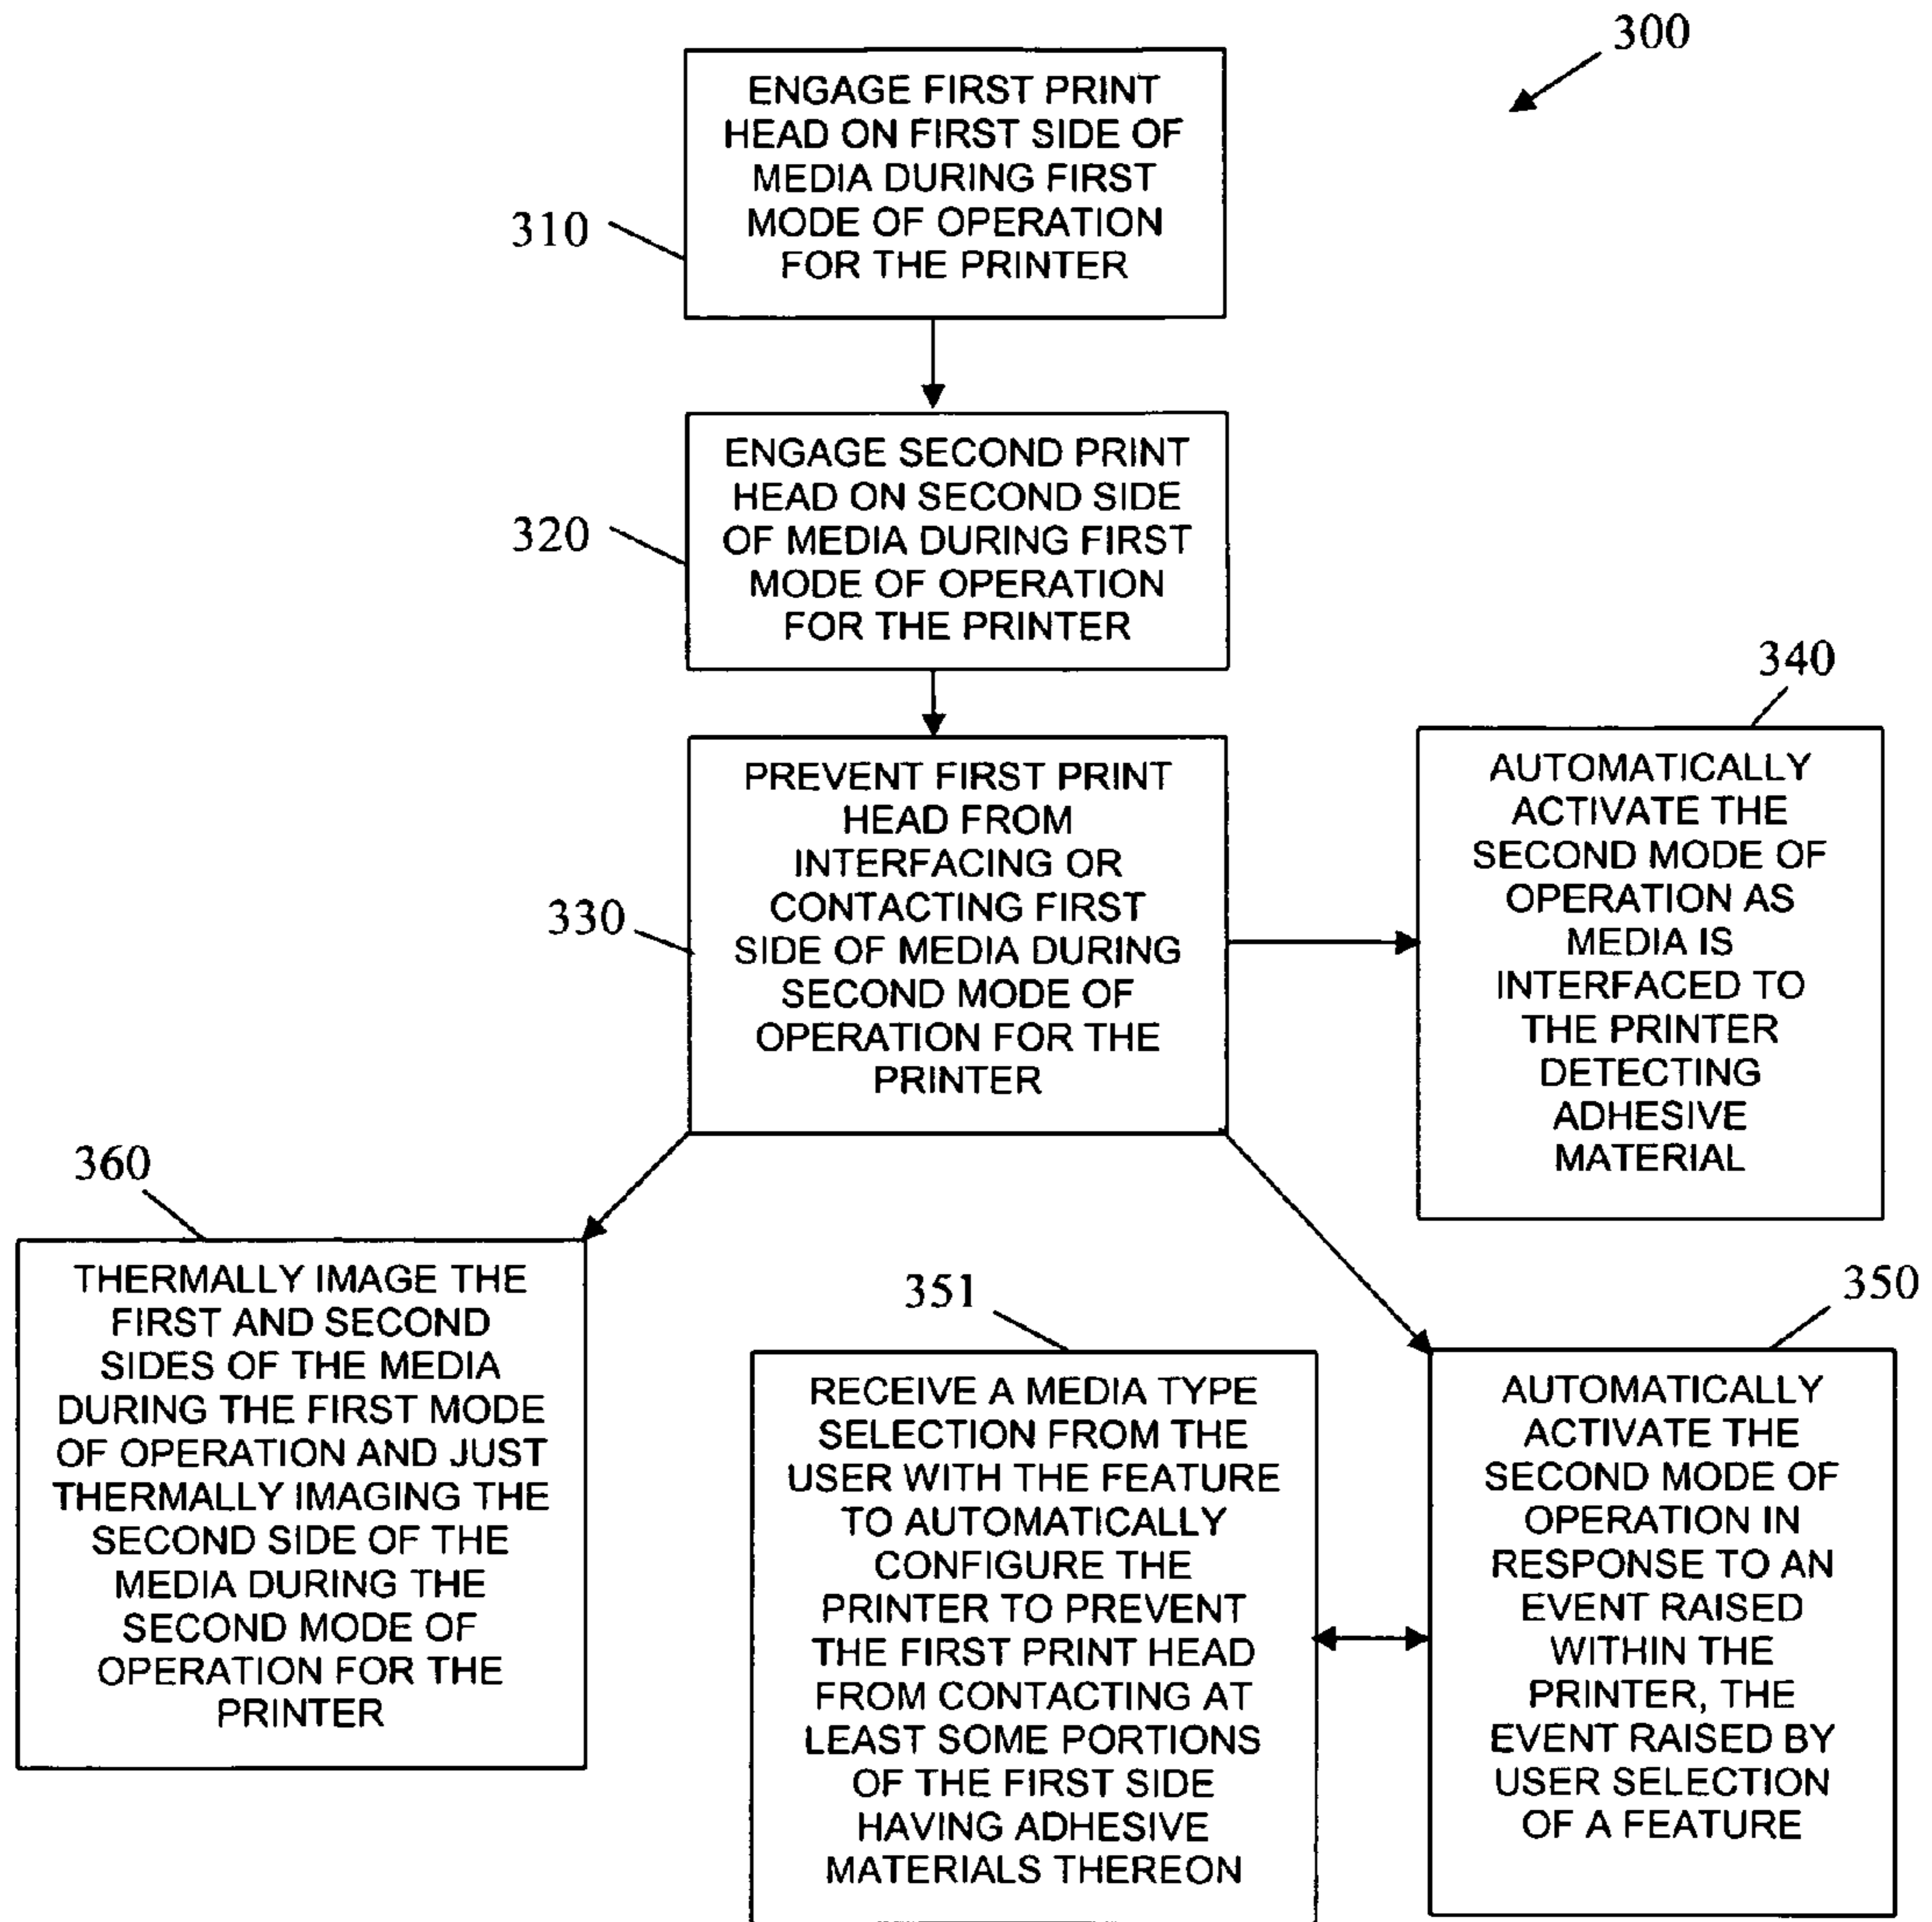 300
ENGAGE FIRST PRINT
HEAD ON FIRST SIDE OF
MEDIA DURING FIRST
MODE OF OPERATION
FOR THE PRINTER
310
ENGAGE SECOND PRINT
HEAD ON SECOND SIDE
OF MEDIA DURING FIRST
MODE OF OPERATION
FOR THE PRINTER
320
PREVENT FIRST PRINT
HEAD FROM
INTERFACING OR
CONTACTING FIRST
SIDE OF MEDIA DURING
SECOND MODE OF
OPERATION FOR THE
PRINTER
330
340
AUTOMATICALLY
ACTIVATE THE
SECOND MODE OF
OPERATION AS
MEDIA IS
INTERFACED TO
THE PRINTER
DETECTING
ADHESIVE
MATERIAL
360
THERMALLY IMAGE THE
FIRST AND SECOND
SIDES OF THE MEDIA
DURING THE FIRST MODE
OF OPERATION AND JUST
THERMALLY IMAGING THE
SECOND SIDE OF THE
MEDIA DURING THE
SECOND MODE OF
OPERATION FOR THE
PRINTER
351
RECEIVE A MEDIA TYPE
SELECTION FROM THE
USER WITH THE FEATURE
TO AUTOMATICALLY
CONFIGURE THE
PRINTER TO PREVENT
THE FIRST PRINT HEAD
FROM CONTACTING AT
LEAST SOME PORTIONS
OF THE FIRST SIDE
HAVING ADHESIVE
MATERIALS THEREON
350
AUTOMATICALLY
ACTIVATE THE
SECOND MODE OF
OPERATION IN
RESPONSE TO AN
EVENT RAISED
WITHIN THE
PRINTER, THE
EVENT RAISED BY
USER SELECTION
OF A FEATURE